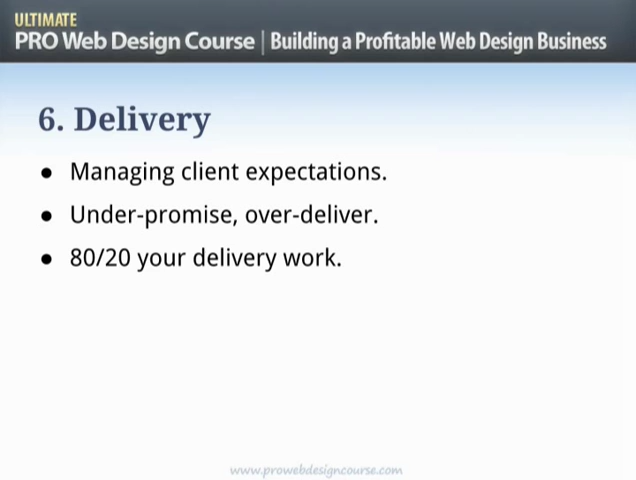 ULTIMATE
PRO Web Design Course | Building a Profitable Web Design Business
6. Delivery
● Managing client expectations.
● Under-promise, over-deliver.
● 80/20 your delivery work.
www.prowebdesigncourse.com